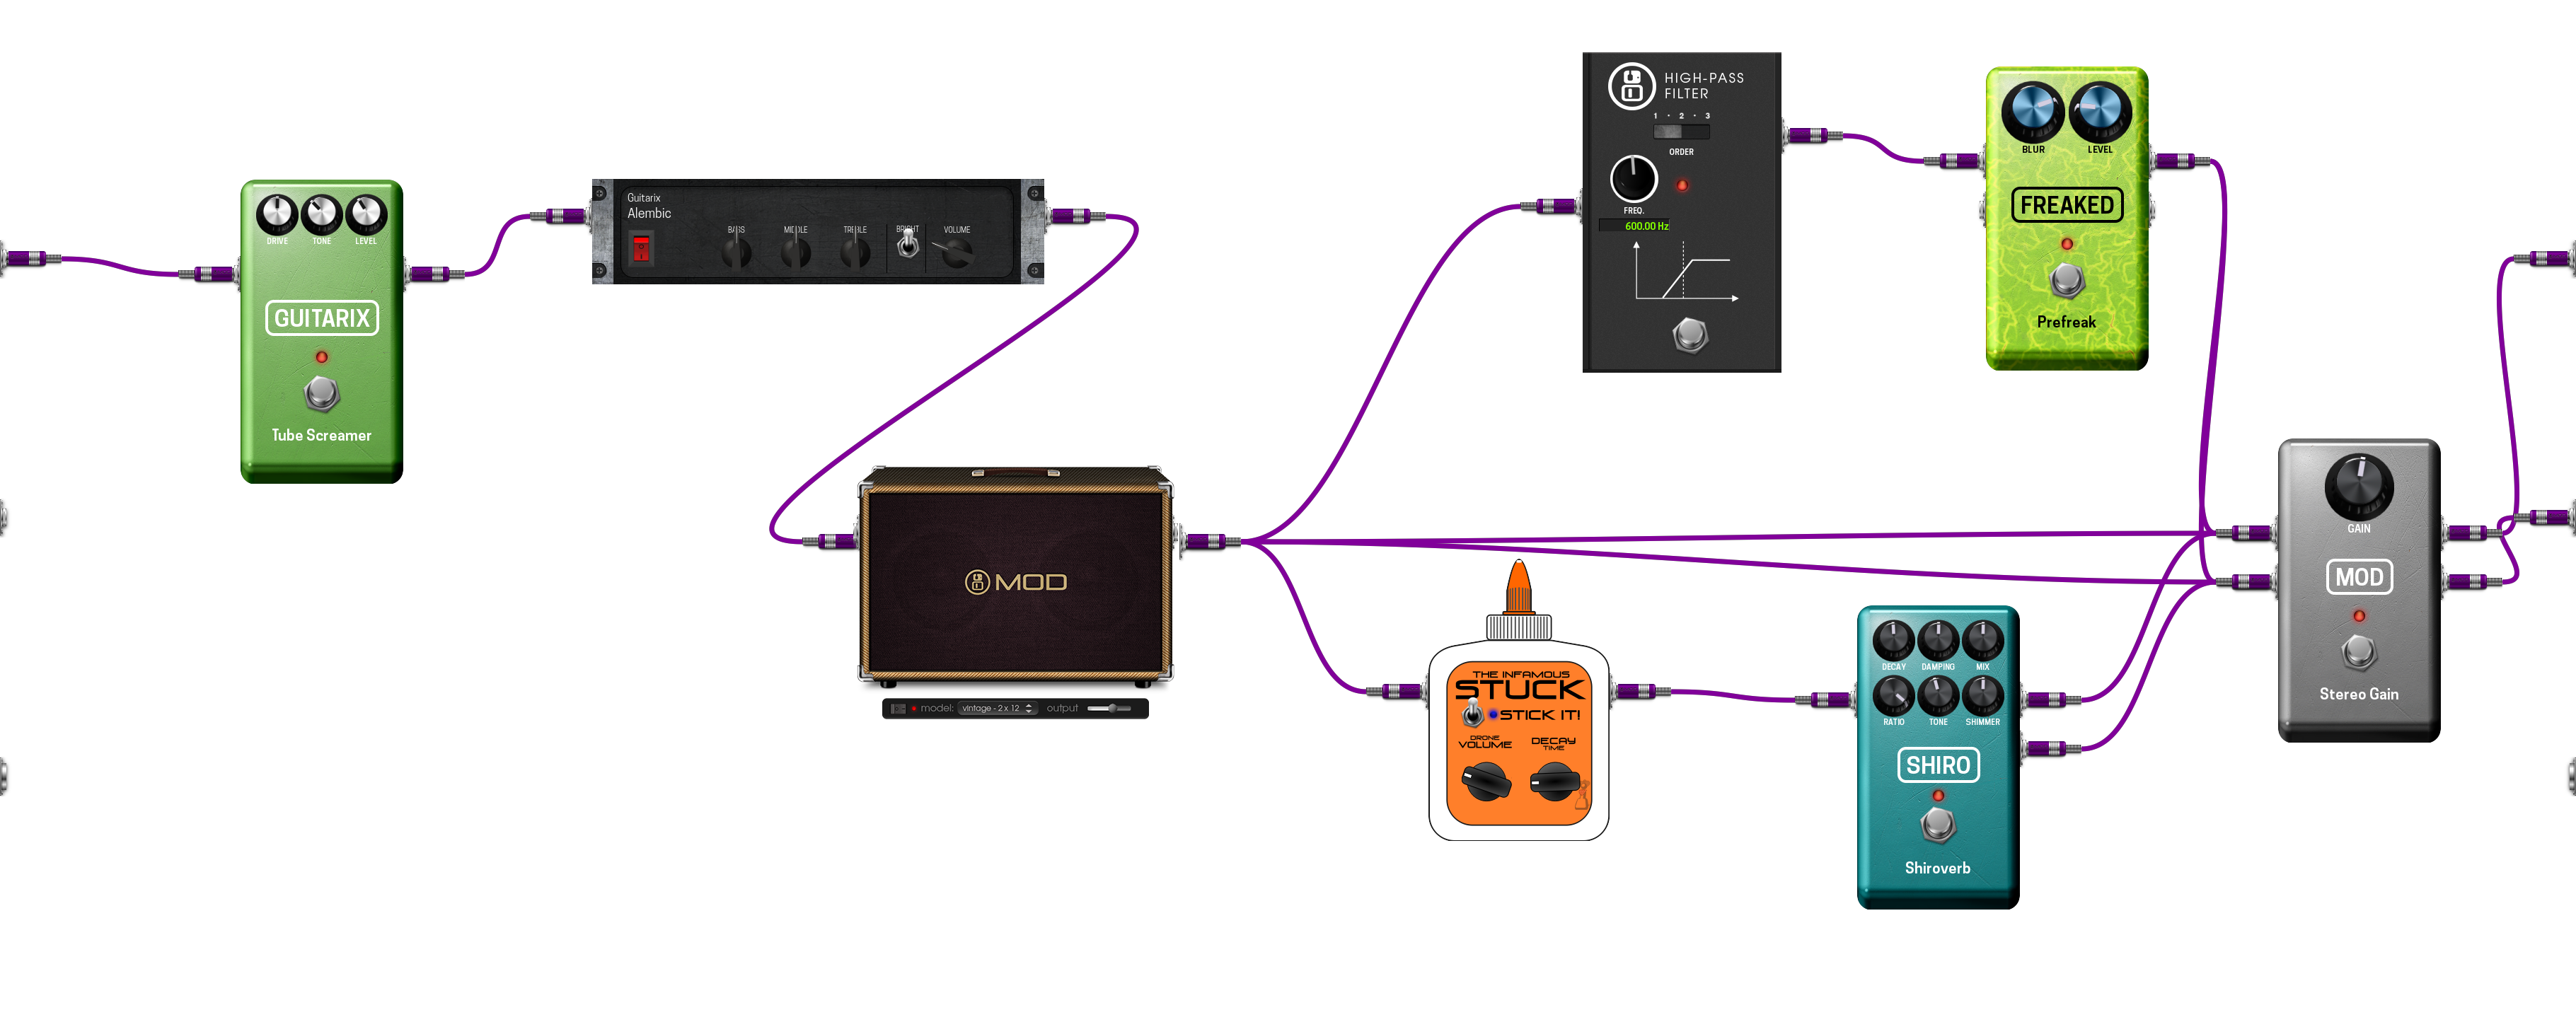 DRIVE TONE LEVEL
GUITARIX
Tube Screamer
Guitarix
Alembic
BASS MIDDLE TREBLE BRIGHT VOLUME
MOD
model: vintage - 2 x 12 output
HIGH-PASS
FILTER
1 · 2 · 3
ORDER
FREQ.
600.00 Hz
BLUR LEVEL
FREAKED
Prefreak
THE INFAMOUS
STUCK
STICK IT!
DRONE
VOLUME
DECAY
TIME
DECAY DAMPING MIX
RATIO TONE SHIMMER
SHIRO
Shiroverb
GAIN
MOD
Stereo Gain